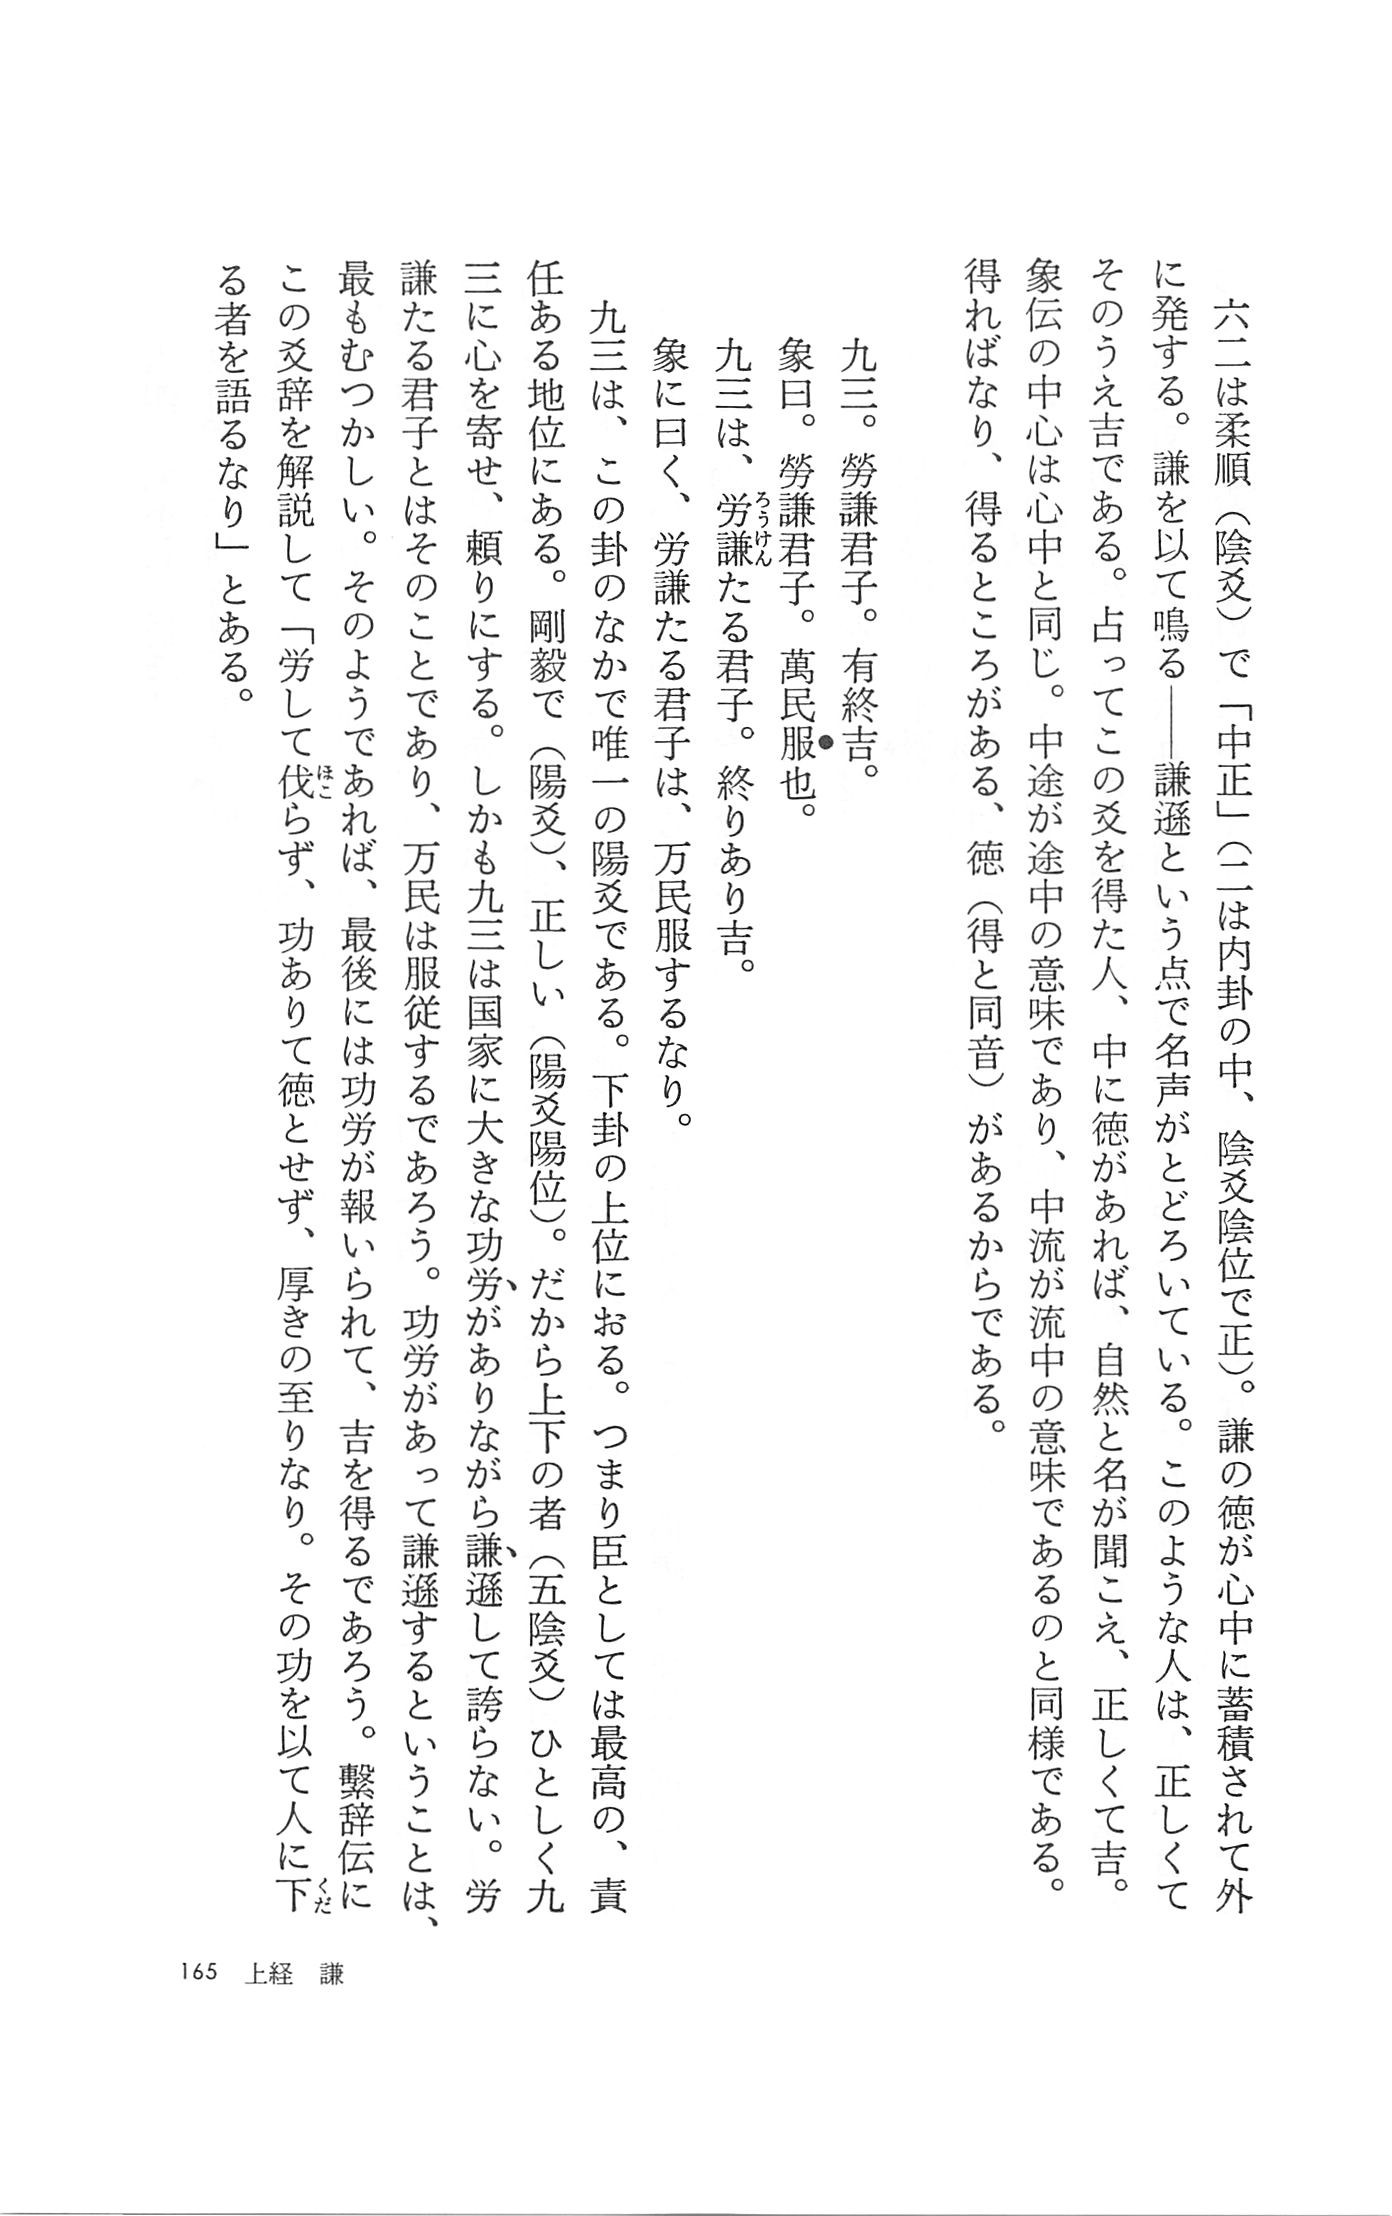 六二は柔順（陰爻）で「中正」（二は内卦の中、陰爻陰位で正）。謙の徳が心中に蓄積されて外
に発する。謙を以て鳴る――謙遜という点で名声がとどろいている。このような人は、正しくて
そのうえ吉である。占ってこの爻を得た人、中に徳があれば、自然と名が聞こえ、正しくて吉。
象伝の中心は心中と同じ。中途が途中の意味であり、中流が流中の意味であるのと同様である。
得ればなり、得るところがある、徳（得と同音）があるからである。
九三。勞謙君子。有終吉。
象曰。勞謙君子。萬民服也。
九三は、労謙たる君子。終りあり吉。
象に曰く、労謙たる君子は、万民服するなり。
九三は、この卦のなかで唯一の陽爻である。下卦の上位におる。つまり臣としては最高の、責
任ある地位にある。剛毅で（陽爻）、正しい（陽爻陽位）。だから上下の者（五陰爻）ひとしく九
三に心を寄せ、頼りにする。しかも九三は国家に大きな功労がありながら謙遜して誇らない。労
謙たる君子とはそのことであり、万民は服従するであろう。功労があって謙遜するということは、
最もむつかしい。そのようであれば、最後には功労が報いられて、吉を得るであろう。繫辞伝に
この爻辞を解説して「労して伐らず、功ありて徳とせず、厚きの至りなり。その功を以て人に下
る者を語るなり」とある。
165 上経 謙